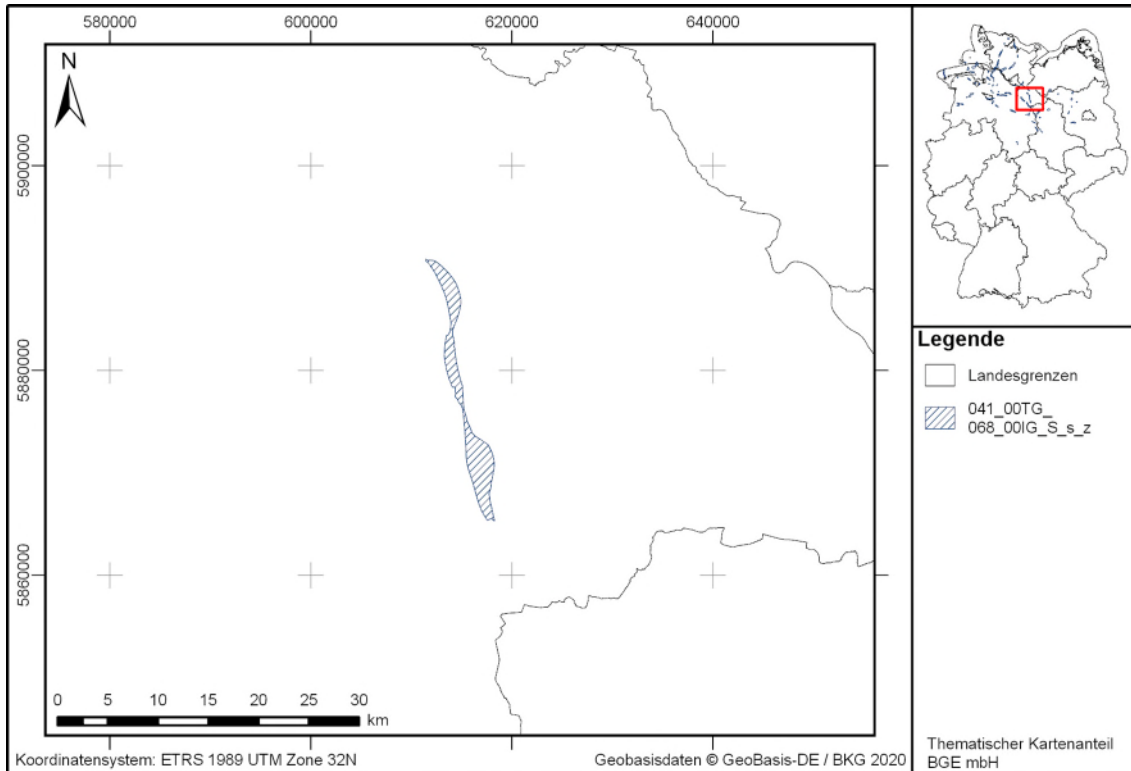 580000 600000 620000 640000
N
5900000
5880000
5860000
0 5 10 15 20 25 30
km
Koordinatensystem: ETRS 1989 UTM Zone 32N
Geobasisdaten © GeoBasis-DE / BKG 2020
Legende
Landesgrenzen
041_00TG_
068_00IG_S_s_z
Thematischer Kartenanteil
BGE mbH